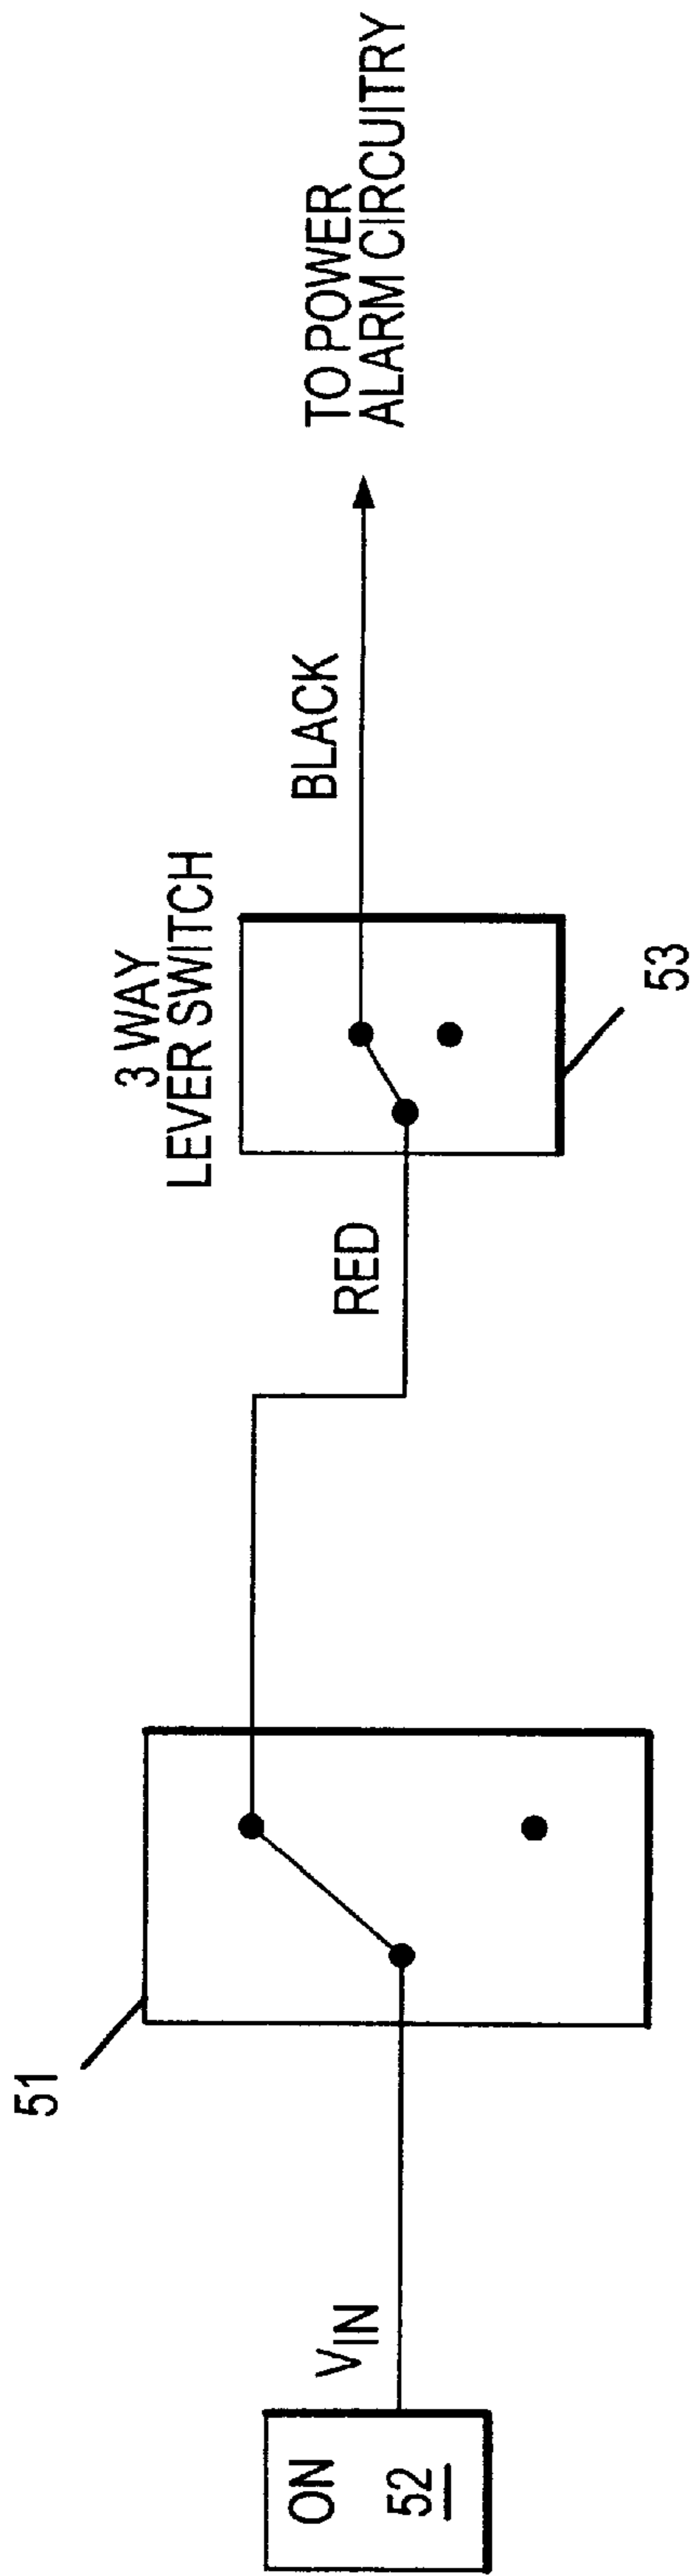 51
ON
52
VIN
RED
3 WAY
LEVER SWITCH
53
BLACK
TO POWER
ALARM CIRCUITRY